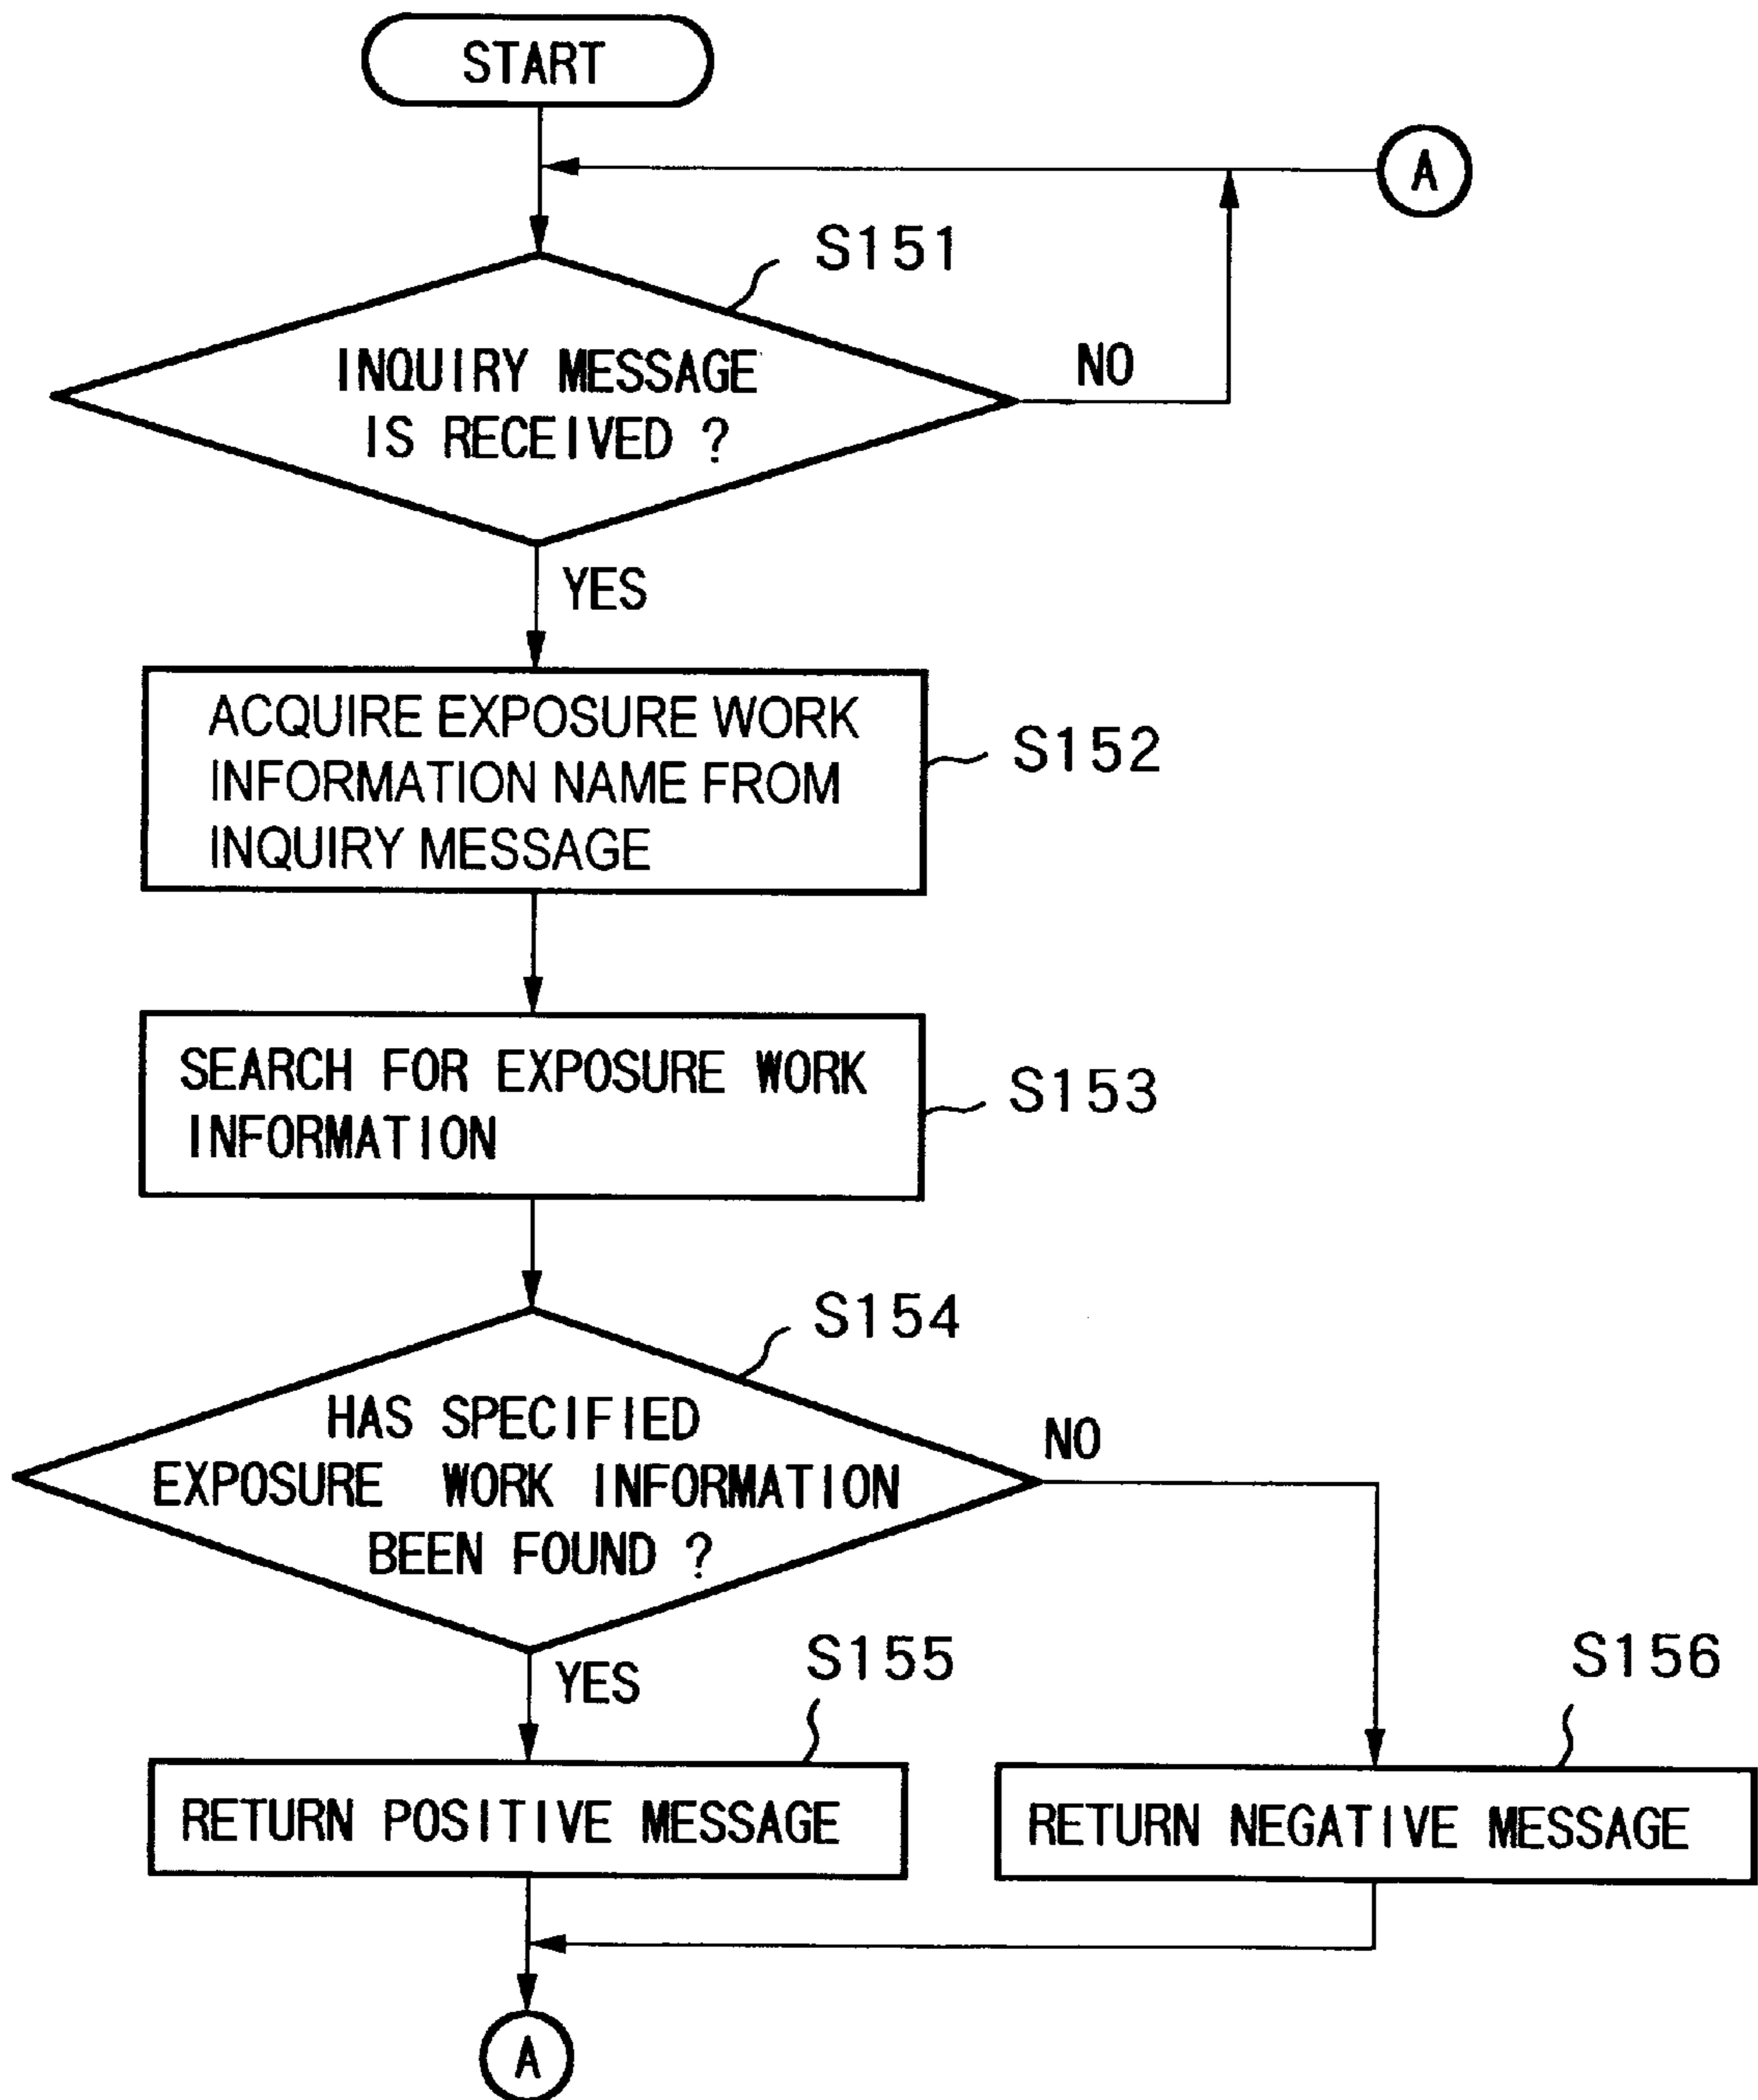 START
A
S151
INQUIRY MESSAGE
IS RECEIVED ?
NO
YES
ACQUIRE EXPOSURE WORK
INFORMATION NAME FROM
INQUIRY MESSAGE
S152
SEARCH FOR EXPOSURE WORK
INFORMATION
S153
S154
HAS SPECIFIED
EXPOSURE WORK INFORMATION
BEEN FOUND ?
NO
YES
S155
S156
RETURN POSITIVE MESSAGE
RETURN NEGATIVE MESSAGE
A